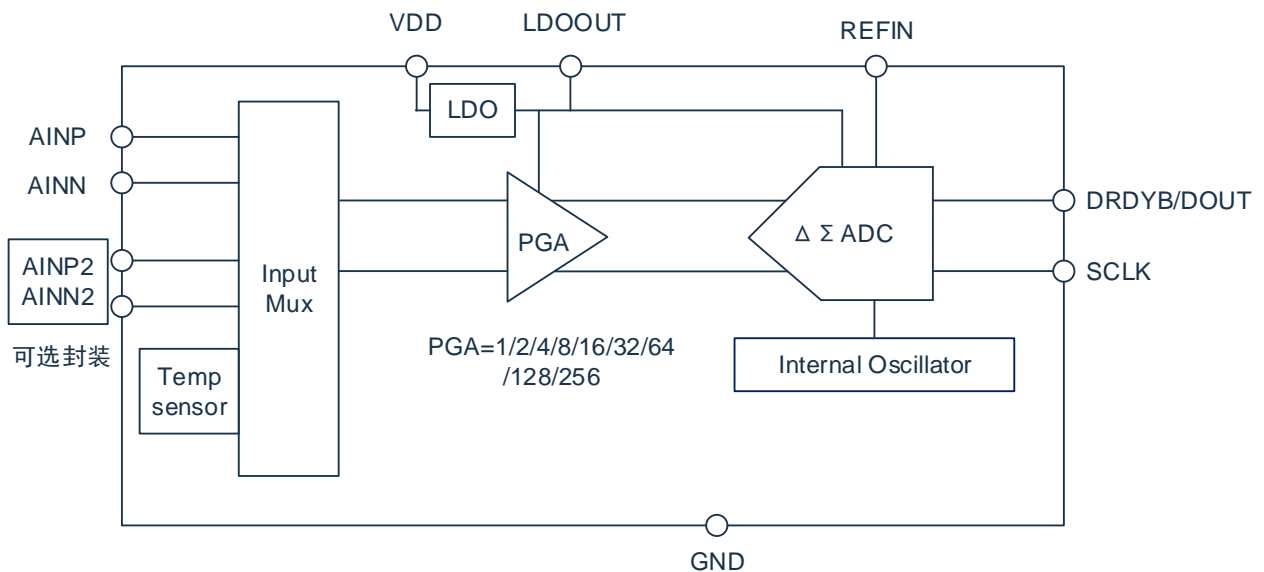 VDD
LDOOUT
REFIN
LDO
AINP
AINN
AINP2
AINN2
可选封装
Temp
sensor
Input
Mux
PGA
PGA=1/2/4/8/16/32/64
/128/256
Δ Σ ADC
Internal Oscillator
DRDYB/DOUT
SCLK
GND